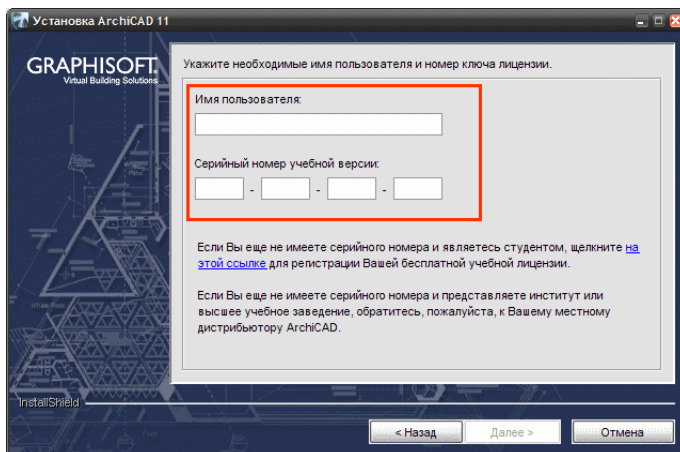 Установка ArchiCAD 11
GRAPHISOFT.
Virtual Building Solutions
Укажите необходимые имя пользователя и номер ключа лицензии.
Имя пользователя:
Серийный номер учебной версии:
- - -
Если Вы еще не имеете серийного номера и являетесь студентом, щелкните на
этой ссылке для регистрации Вашей бесплатной учебной лицензии.
Если Вы еще не имеете серийного номера и представляете институт или
высшее учебное заведение, обратитесь, пожалуйста, к Вашему местному
дистрибьютору ArchiCAD.
InstallShield
< Назад Далее > Отмена